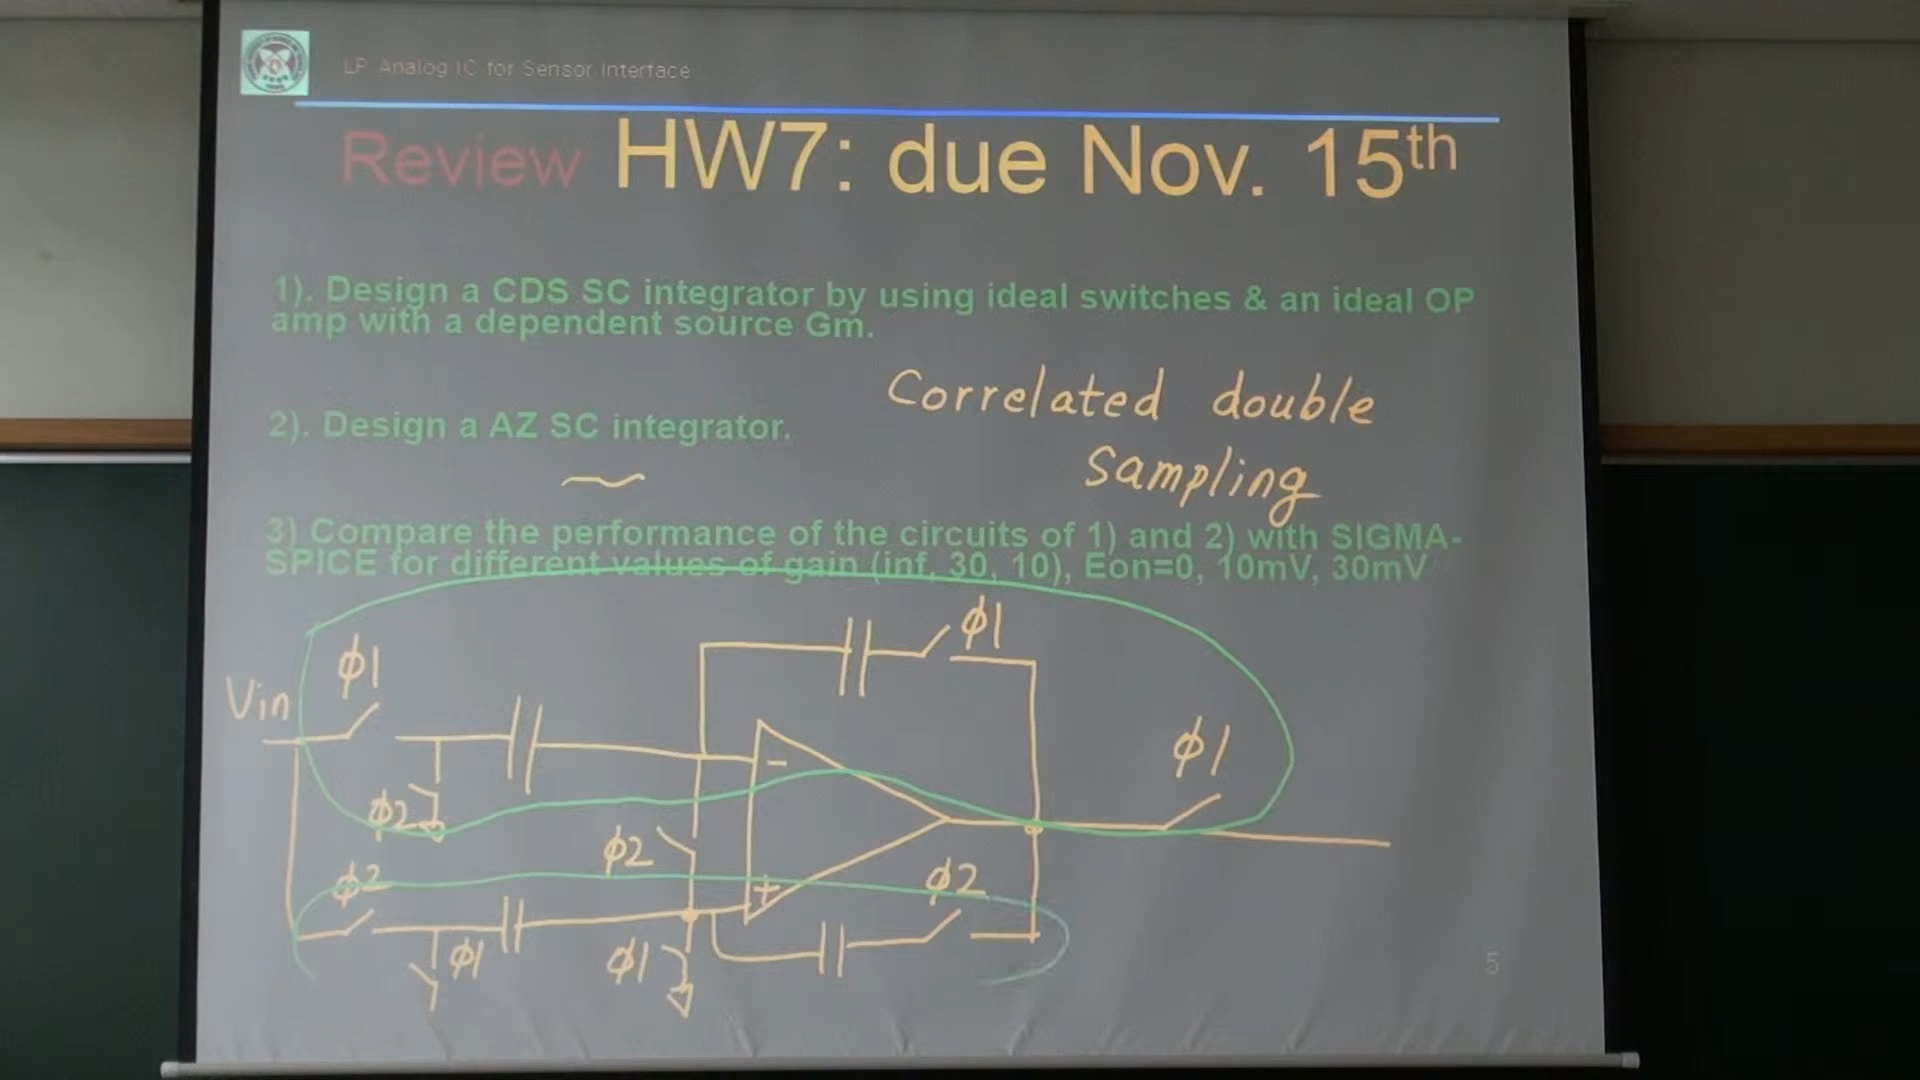 LP Analog IC for Sensor Interface
Review HW7: due Nov. 15th
1). Design a CDS SC integrator by using ideal switches & an ideal OP
amp with a dependent source Gm.
Correlated double
Sampling
2). Design a AZ SC integrator.
3) Compare the performance of the circuits of 1) and 2) with SIGMA-
SPICE for different values of gain (inf, 30, 10), Eon=0, 10mV, 30mV
ϕ1
ϕ1
Vin
ϕ1
-
ϕ2
ϕ2
ϕ2
+
ϕ2
ϕ1
ϕ1
5